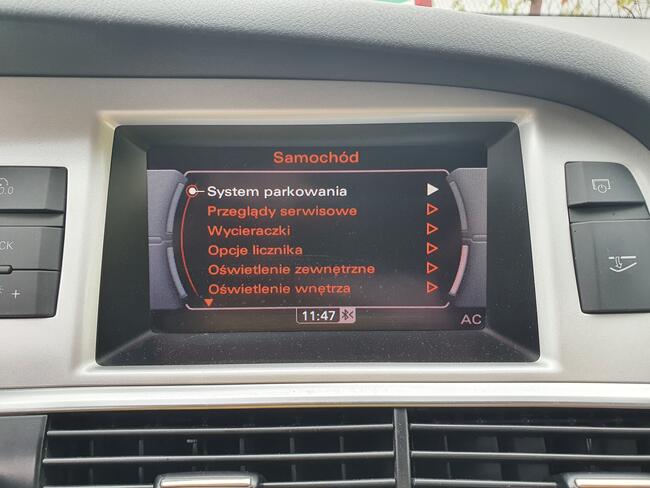 Samochód
System parkowania
Przeglądy serwisowe
Wycieraczki
Opcje licznika
Oświetlenie zewnętrzne
Oświetlenie wnętrza
11:47
AC
+